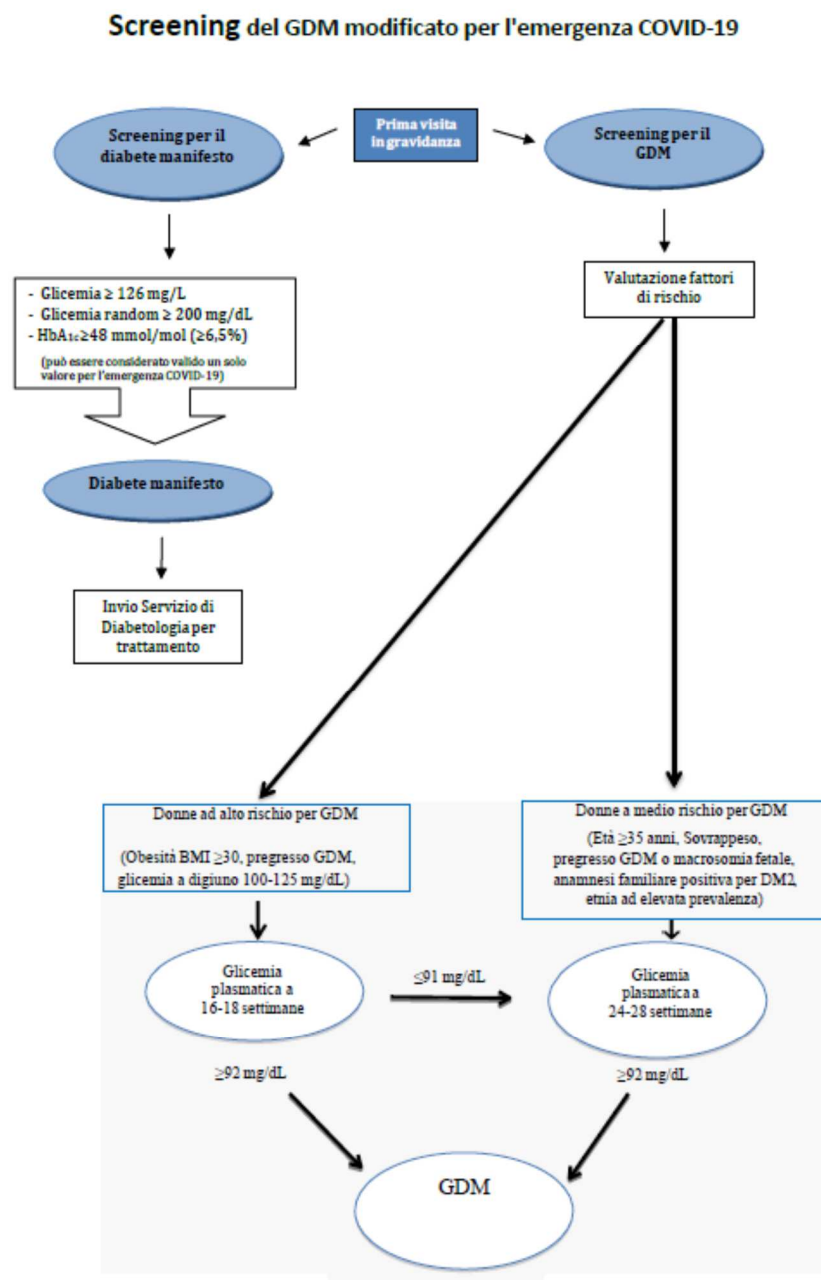 Screening del GDM modificato per l'emergenza COVID-19
Prima visita
in gravidanza
Screening per il
diabete manifesto
Screening per il
GDM
- Glicemia ≥ 126 mg/L
- Glicemia random ≥ 200 mg/dL
- HbA1c≥48 mmol/mol (≥6,5%)
(può essere considerato valido un solo
valore per l'emergenza COVID-19)
Valutazione fattori
di rischio
Diabete manifesto
Invio Servizio di
Diabetologia per
trattamento
Donne ad alto rischio per GDM
(Obesità BMI ≥30, pregresso GDM,
glicemia a digiuno 100-125 mg/dL)
Donne a medio rischio per GDM
(Età ≥35 anni, Sovrappeso,
pregresso GDM o macrosomia fetale,
anamnesi familiare positiva per DM2,
etnia ad elevata prevalenza)
Glicemia
plasmatica a
16-18 settimane
≤91 mg/dL
Glicemia
plasmatica a
24-28 settimane
≥92 mg/dL
≥92 mg/dL
GDM